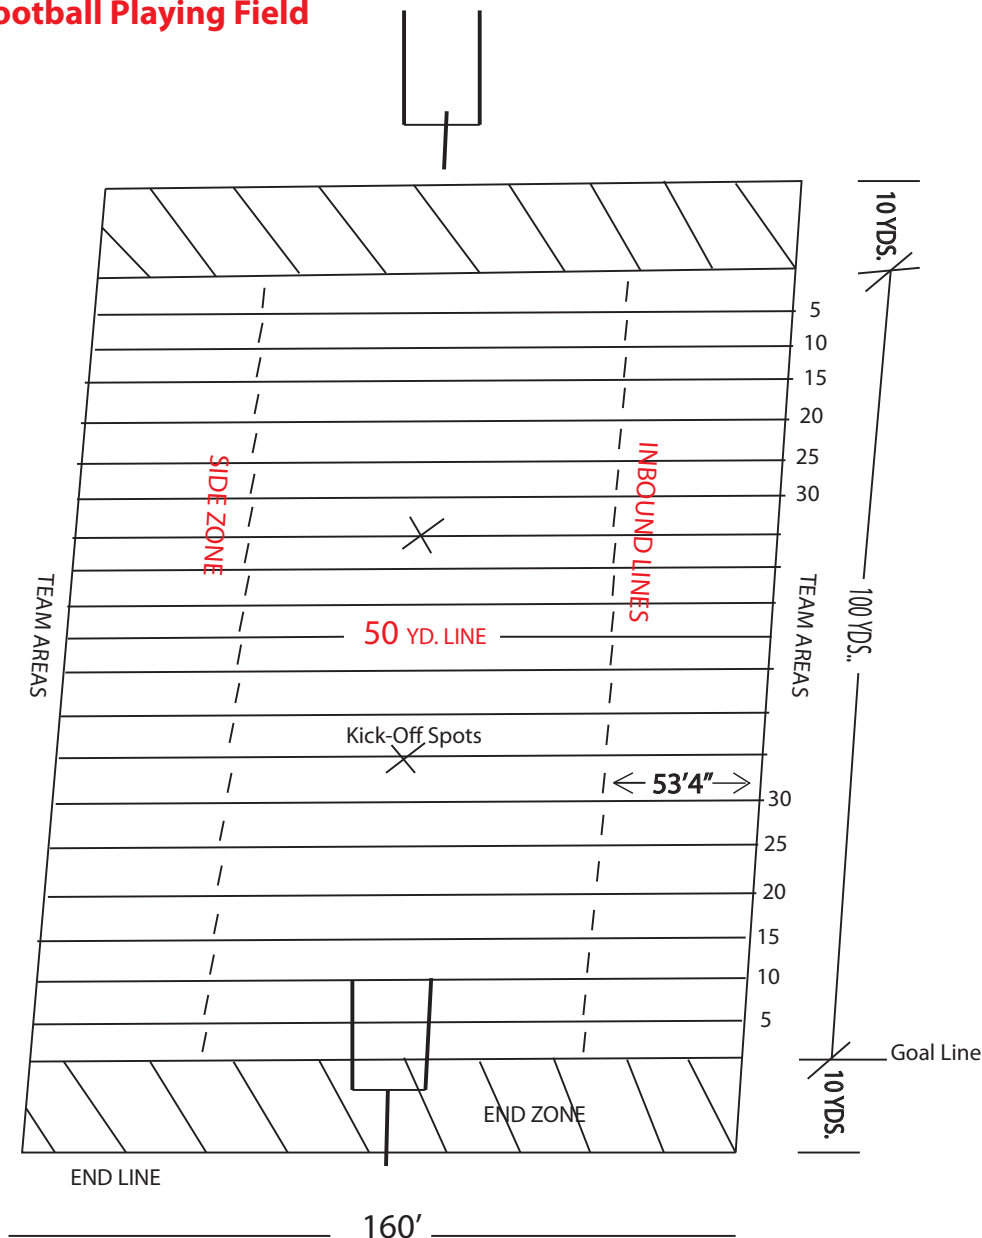 ootball Playing Field
10 YDS.
5
10
15
20
25
30
SIDE ZONE
INBOUND LINES
TEAM AREAS
TEAM AREAS
100 YDS..
50 YD. LINE
Kick-Off Spots
53'4"
30
25
20
15
10
5
Goal Line
10 YDS.
END ZONE
END LINE
160'